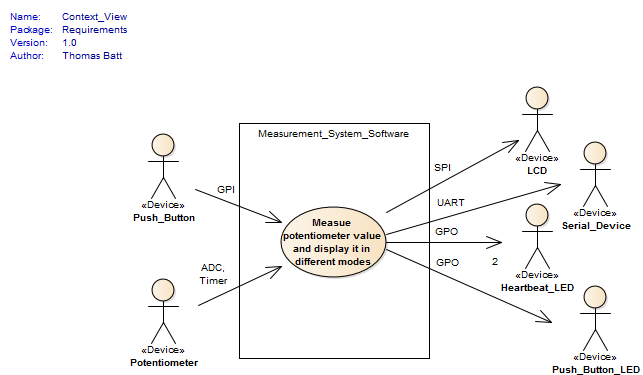 Name: Context_View
Package: Requirements
Version: 1.0
Author: Thomas Batt
Measurement_System_Software
«Device»
LCD
SPI
«Device»
Push_Button
GPI
UART
«Device»
Serial_Device
Measue
potentiometer value
and display it in
different modes
GPO
2
«Device»
Heartbeat_LED
GPO
ADC,
Timer
«Device»
Potentiometer
«Device»
Push_Button_LED